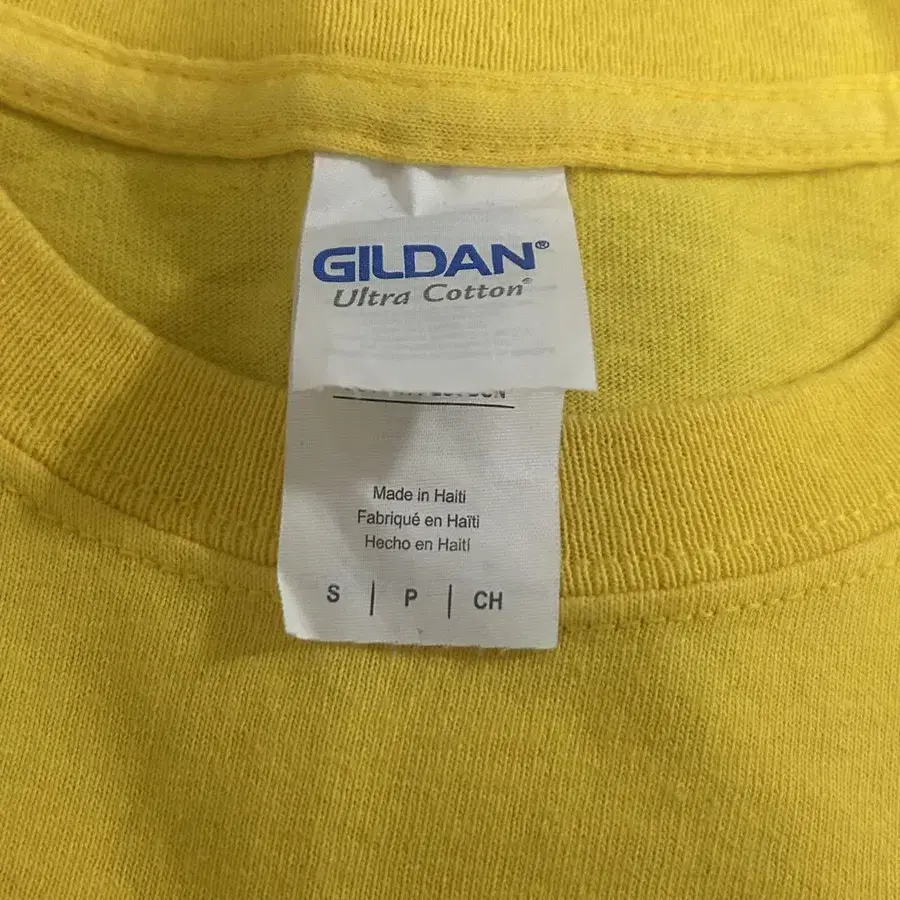 GILDAN®
Ultra Cotton®
Made in Haiti
Fabriqué en Haïti
Hecho en Haití
S | P | CH